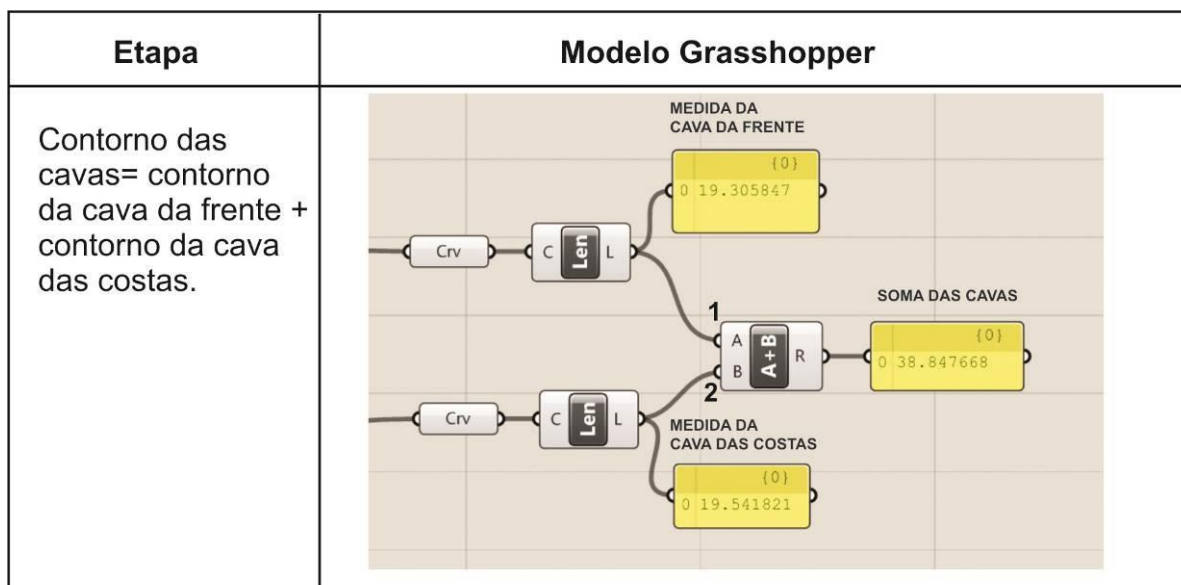 Etapa
Modelo Grasshopper
Contorno das
cavas= contorno
da cava da frente +
contorno da cava
das costas.
MEDIDA DA
CAVA DA FRENTE
{0}
0 19.305847
Crv
C Len L
1
A
B
A+B
R
2
SOMA DAS CAVAS
{0}
0 38.847668
Crv
C Len L
MEDIDA DA
CAVA DAS COSTAS
{0}
0 19.541821